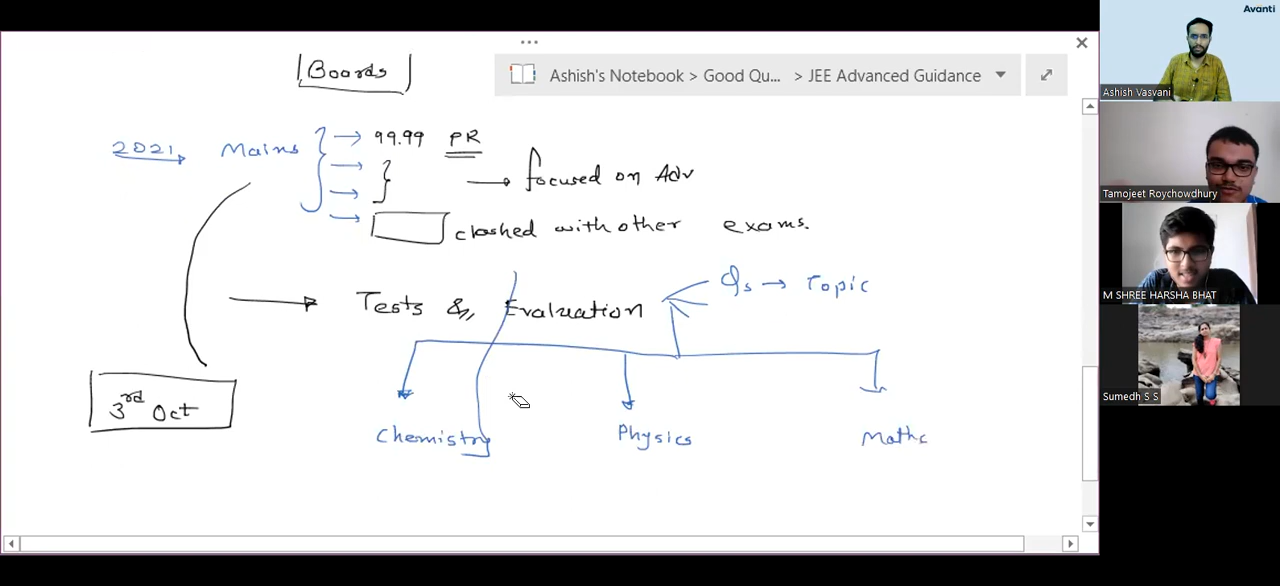 Avanti
Boards
Ashish's Notebook > Good Qu... > JEE Advanced Guidance
Ashish Vasvani
2021 Mains
99.99 PR
focused on Adv
clashed with other exams.
Tamojeet Roychowdhury
Qs → Topic
Tests & Evaluation
M SHREE HARSHA BHAT
3rd Oct
Sumedh S S
Chemistry Physics Maths